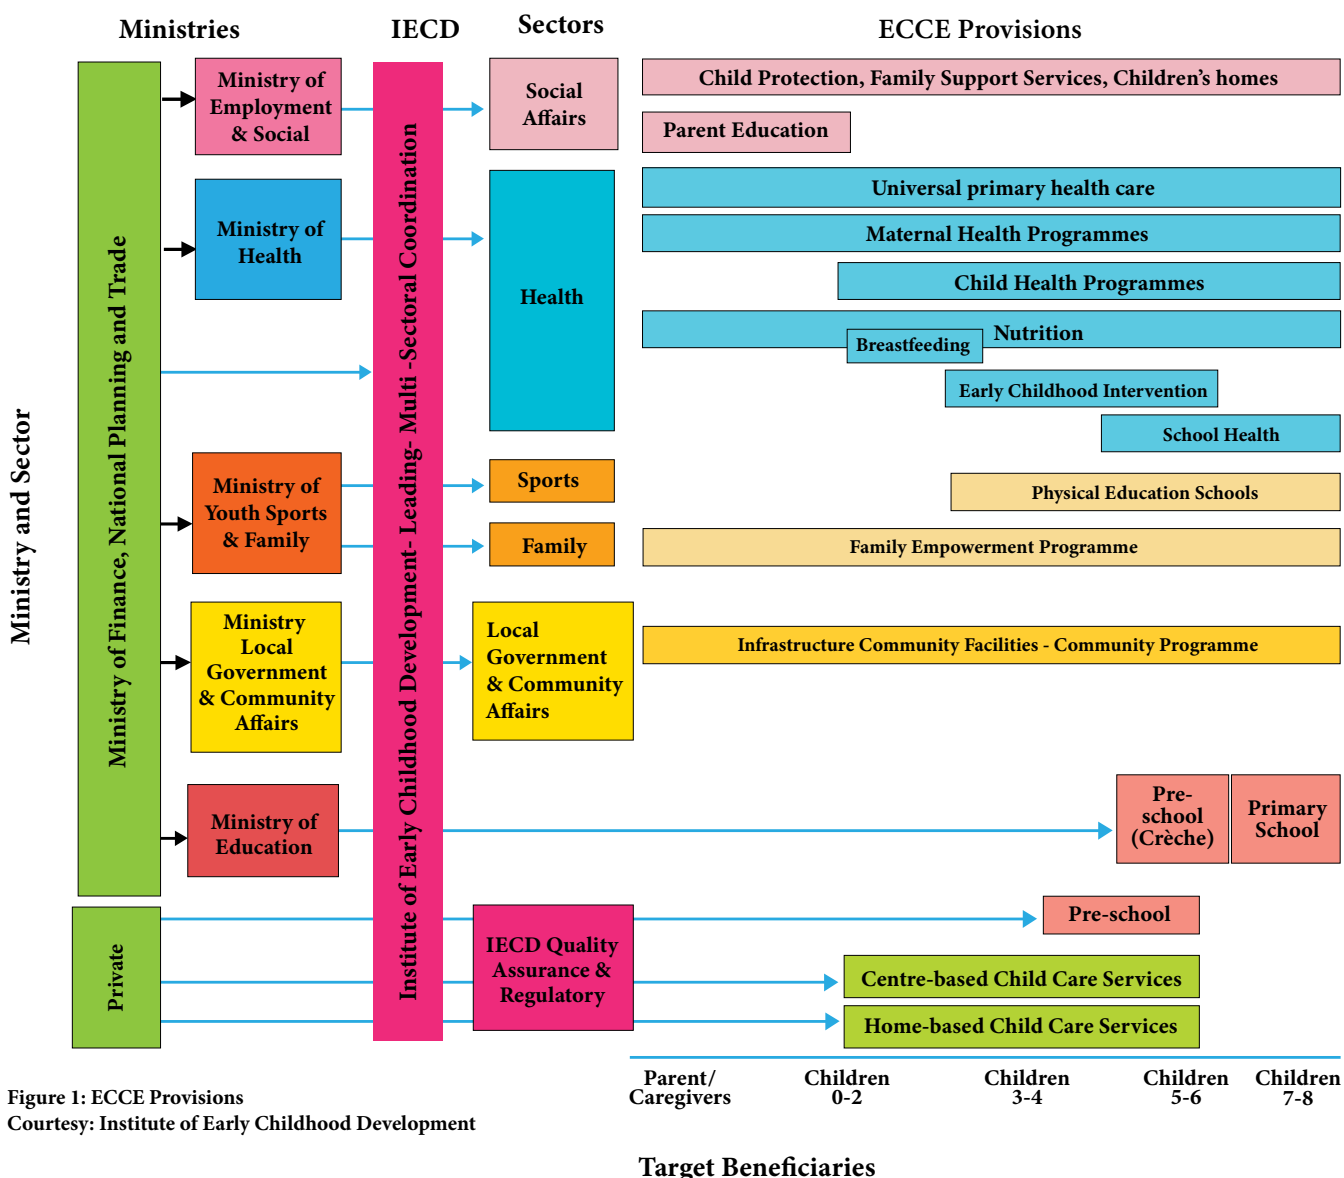 Ministries
IECD
Sectors
ECCE Provisions
Ministry and Sector
Ministry of Finance, National Planning and Trade
Ministry of
Employment
& Social
Institute of Early Childhood Development- Leading- Multi -Sectoral Coordination
Social
Affairs
Child Protection, Family Support Services, Children’s homes
Parent Education
Ministry of
Health
Health
Universal primary health care
Maternal Health Programmes
Child Health Programmes
Nutrition
Breastfeeding
Early Childhood Intervention
School Health
Ministry of
Youth Sports
& Family
Sports
Family
Physical Education Schools
Family Empowerment Programme
Ministry
Local
Government
& Community
Affairs
Local
Government
& Community
Affairs
Infrastructure Community Facilities - Community Programme
Ministry of
Education
Pre-
school
(Crèche)
Primary
School
Private
IECD Quality
Assurance &
Regulatory
Pre-school
Centre-based Child Care Services
Home-based Child Care Services
Parent/
Caregivers
Children
0-2
Children
3-4
Children
5-6
Children
7-8
Figure 1: ECCE Provisions
Courtesy: Institute of Early Childhood Development
Target Beneficiaries